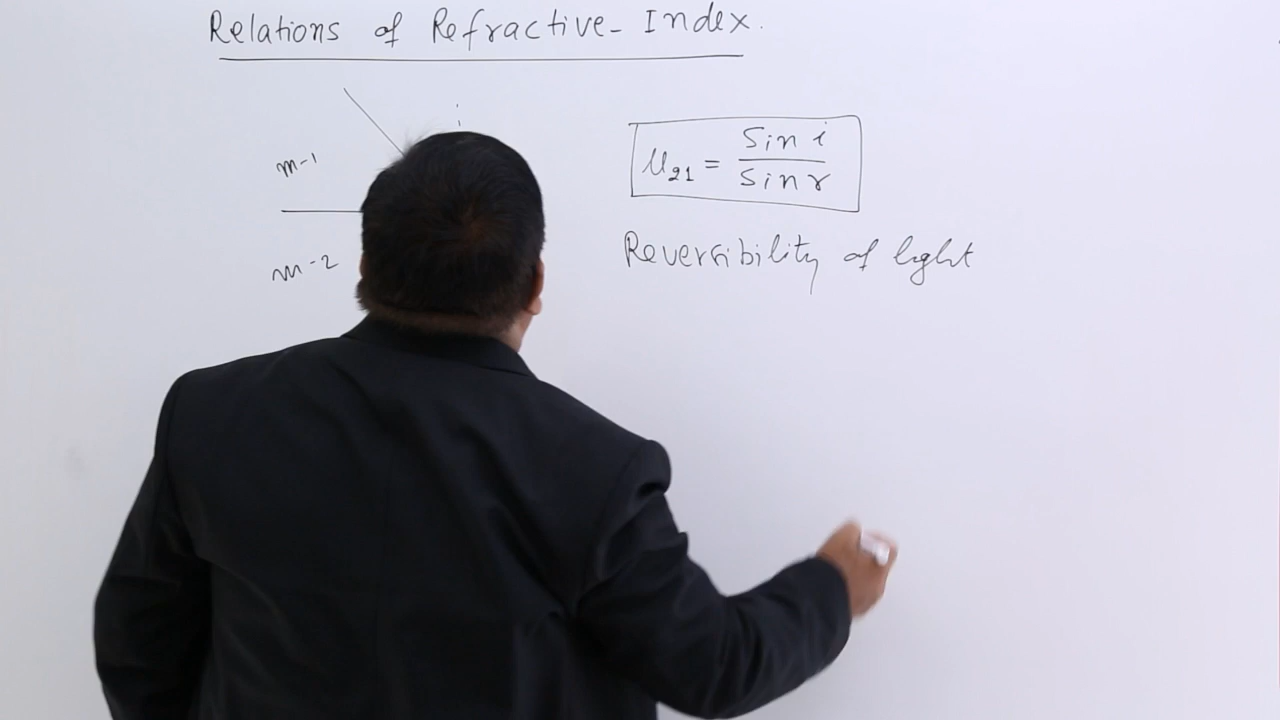 Relations of Refractive-Index.
i
m-1
μ₂₁ = Sin i / Sin r
m-2
Reversibility of light